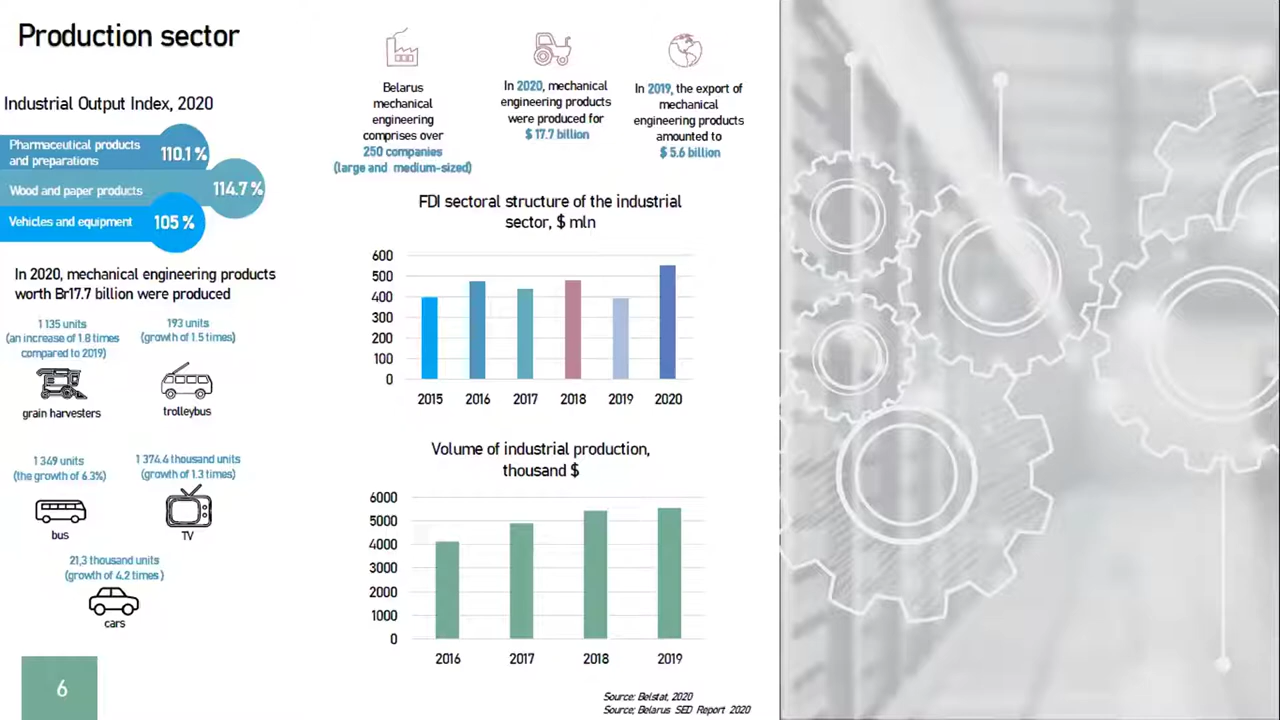 Production sector
Industrial Output Index, 2020
Pharmaceutical products
and preparations
110.1 %
Wood and paper products
114.7 %
Vehicles and equipment
105 %
In 2020, mechanical engineering products
worth Br17.7 billion were produced
1 135 units
(an increase of 1.8 times
compared to 2019)
grain harvesters
193 units
(growth of 1.5 times)
trolleybus
1 349 units
(the growth of 6.3%)
bus
1 374.4 thousand units
(growth of 1.3 times)
TV
21,3 thousand units
(growth of 4.2 times )
cars
6
Belarus
mechanical
engineering
comprises over
250 companies
(large and medium-sized)
In 2020, mechanical
engineering products
were produced for
$ 17.7 billion
In 2019, the export of
mechanical
engineering products
amounted to
$ 5.6 billion
FDI sectoral structure of the industrial
sector, $ mln
600
500
400
300
200
100
0
2015 2016 2017 2018 2019 2020
Volume of industrial production,
thousand $
6000
5000
4000
3000
2000
1000
0
2016 2017 2018 2019
Source: Belstat, 2020
Source; Belarus SED Report 2020